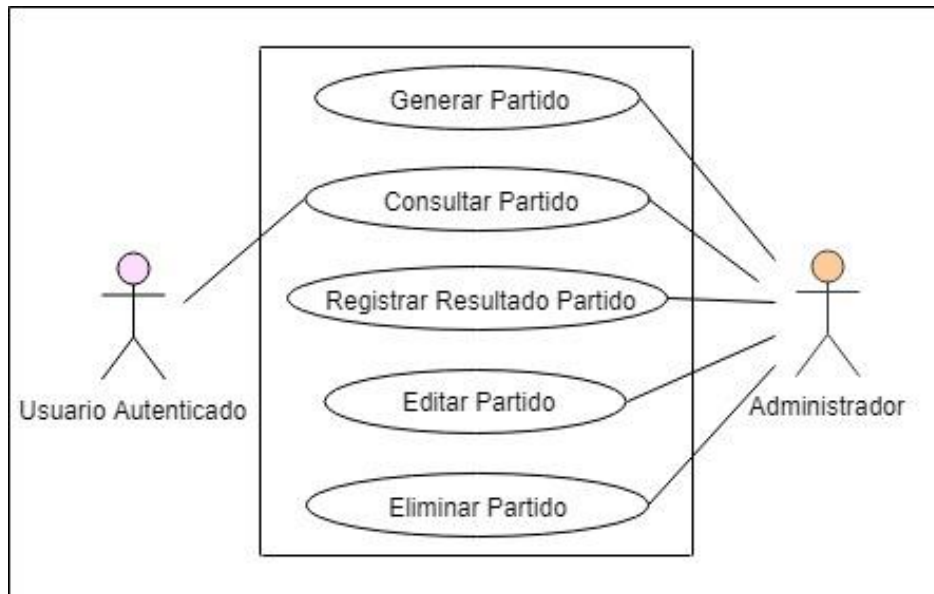 Generar Partido
Consultar Partido
Registrar Resultado Partido
Editar Partido
Eliminar Partido
Usuario Autenticado
Administrador